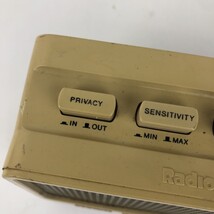 PRIVACY
SENSITIVITY
IN OUT
MIN MAX
Radio